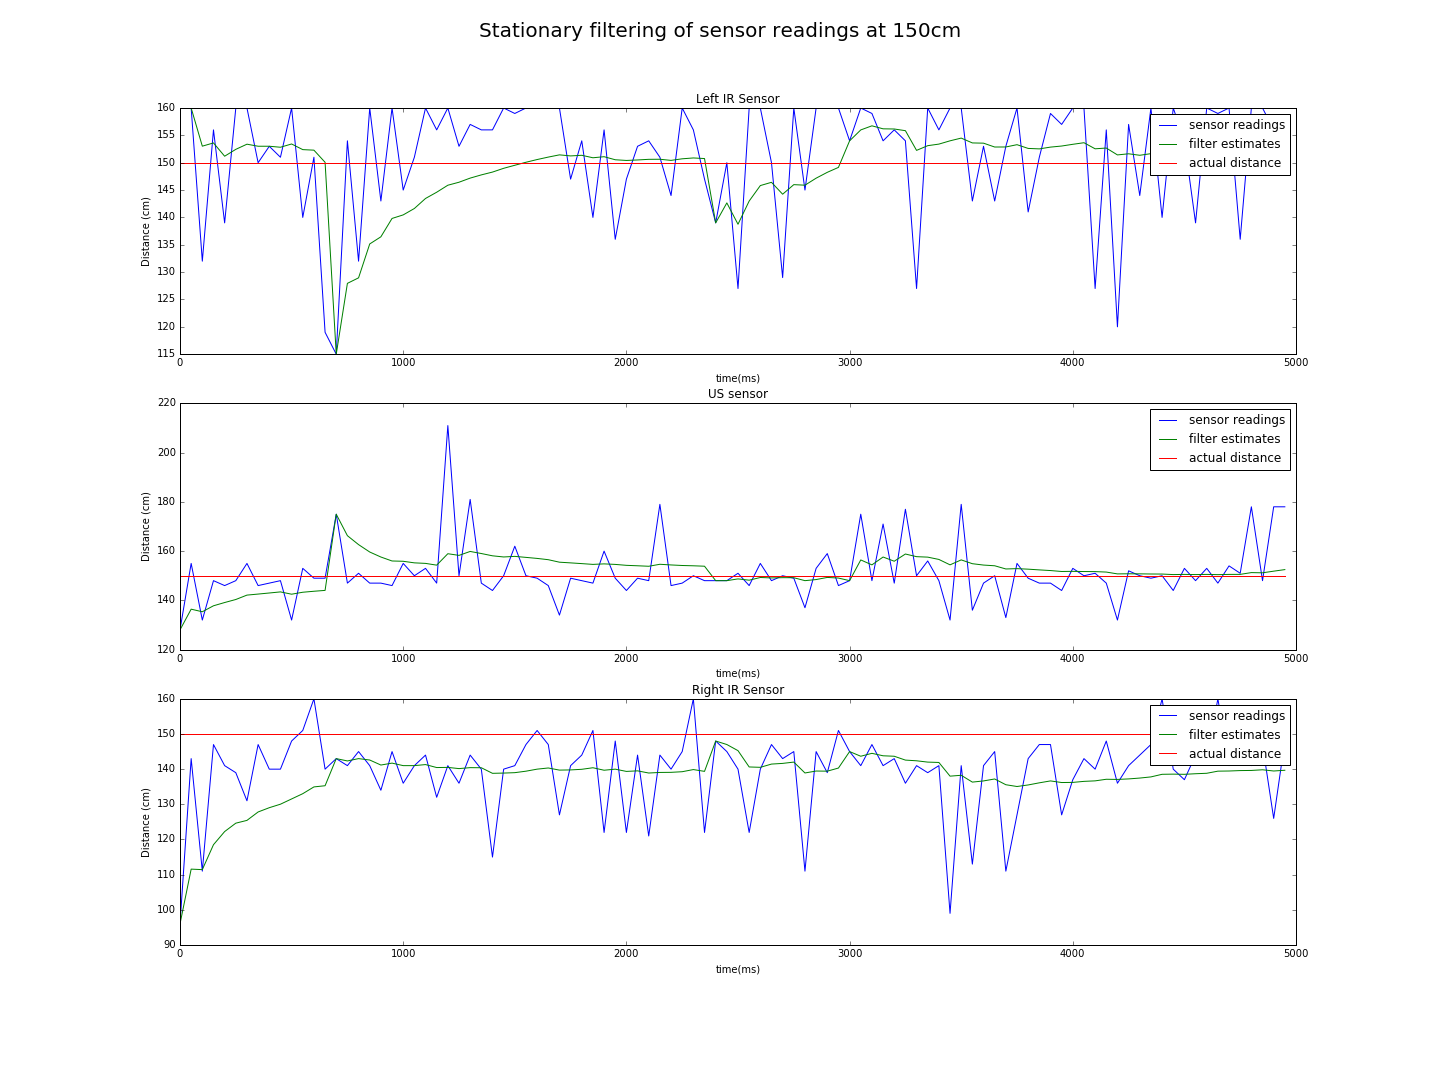 Stationary filtering of sensor readings at 150cm
Left IR Sensor
160
155
150
145
140
135
130
125
120
115
Distance (cm)
sensor readings
filter estimates
actual distance
0 1000 2000 3000 4000 5000
time(ms)
US sensor
220
200
180
160
140
120
Distance (cm)
sensor readings
filter estimates
actual distance
0 1000 2000 3000 4000 5000
time(ms)
Right IR Sensor
160
150
140
130
120
110
100
90
Distance (cm)
sensor readings
filter estimates
actual distance
0 1000 2000 3000 4000 5000
time(ms)